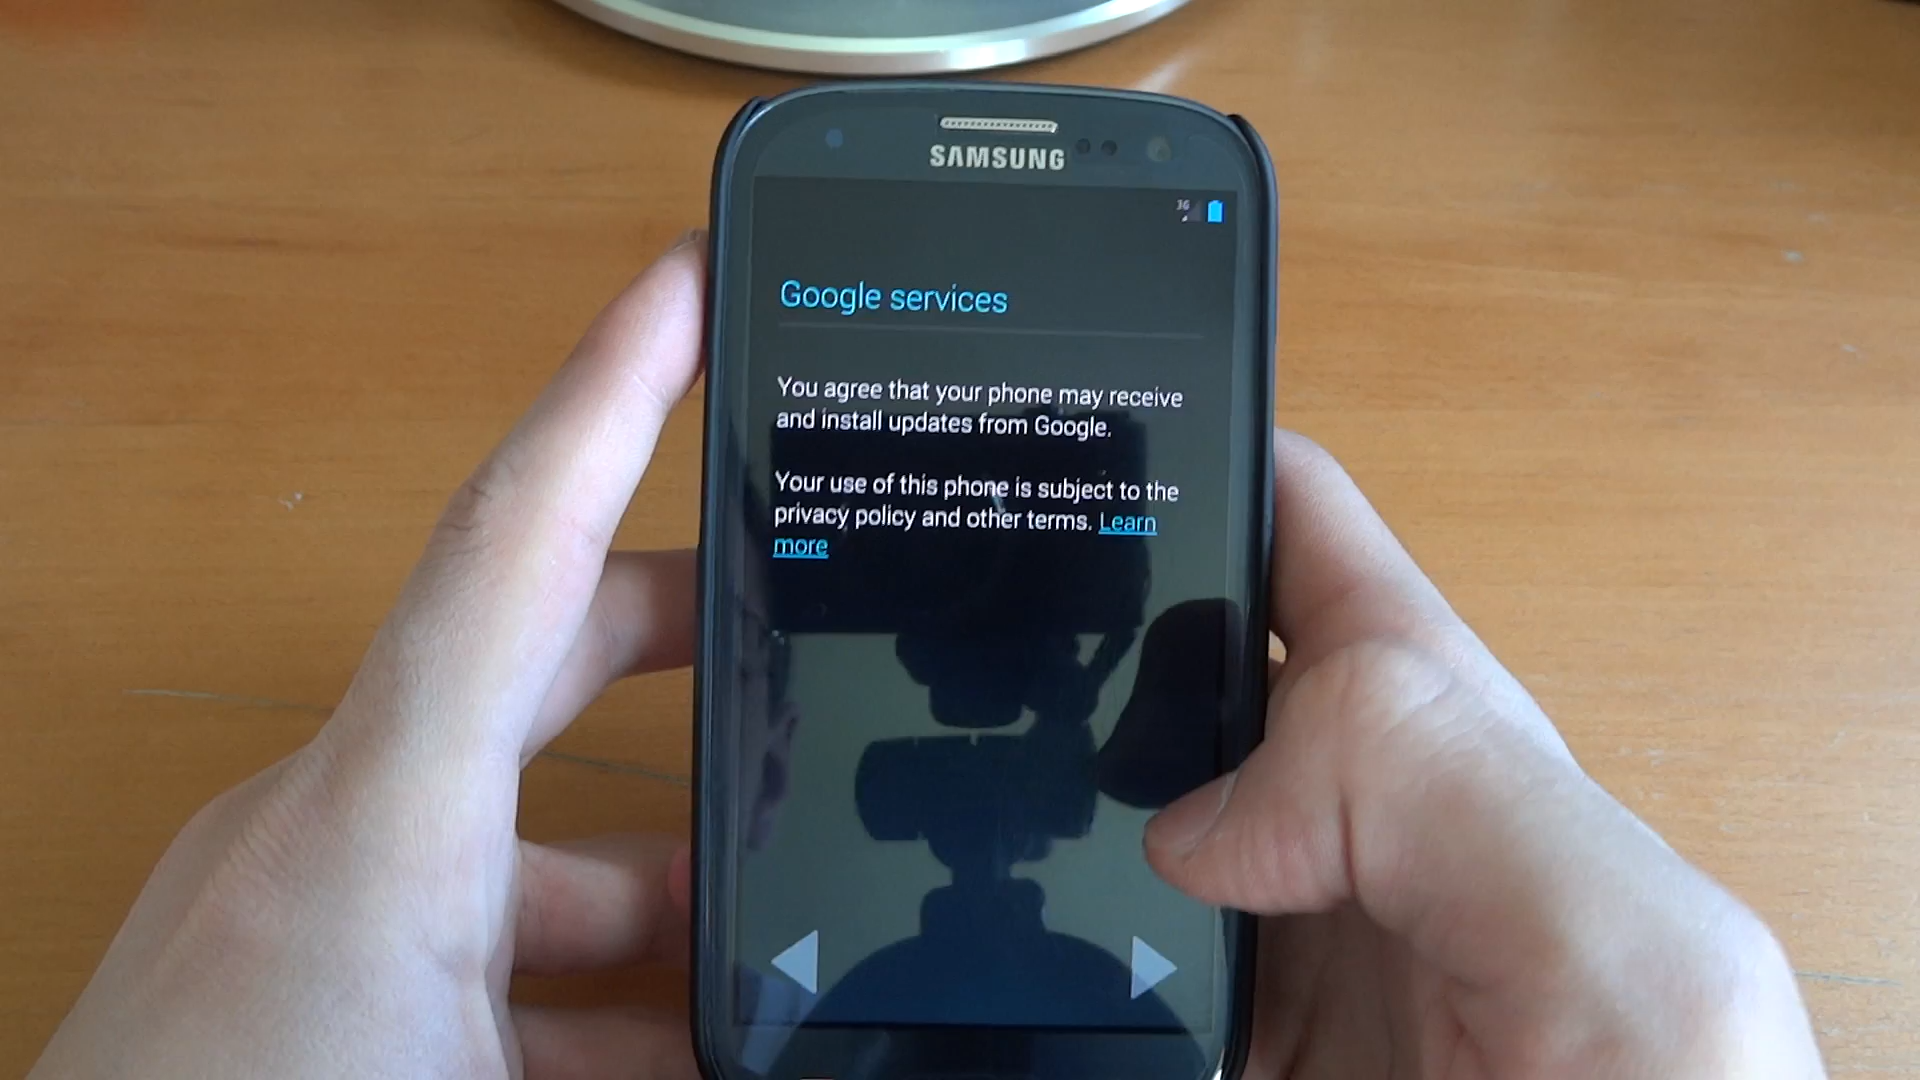 SAMSUNG
3G
Google services
You agree that your phone may receive
and install updates from Google.
Your use of this phone is subject to the
privacy policy and other terms. Learn
more